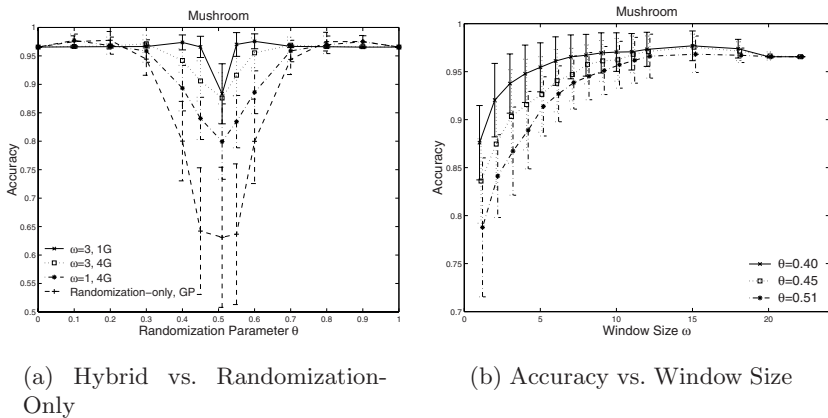 Mushroom
1
0.95
0.9
0.85
0.8
0.75
0.7
0.65
0.6
0.55
0.5
Accuracy
ω=3, 1G
ω=3, 4G
ω=1, 4G
Randomization-only, GP
0 0.1 0.2 0.3 0.4 0.5 0.6 0.7 0.8 0.9 1
Randomization Parameter θ
(a) Hybrid vs. Randomization-
Only
Mushroom
1
0.95
0.9
0.85
0.8
0.75
0.7
Accuracy
θ=0.40
θ=0.45
θ=0.51
0 5 10 15 20
Window Size ω
(b) Accuracy vs. Window Size